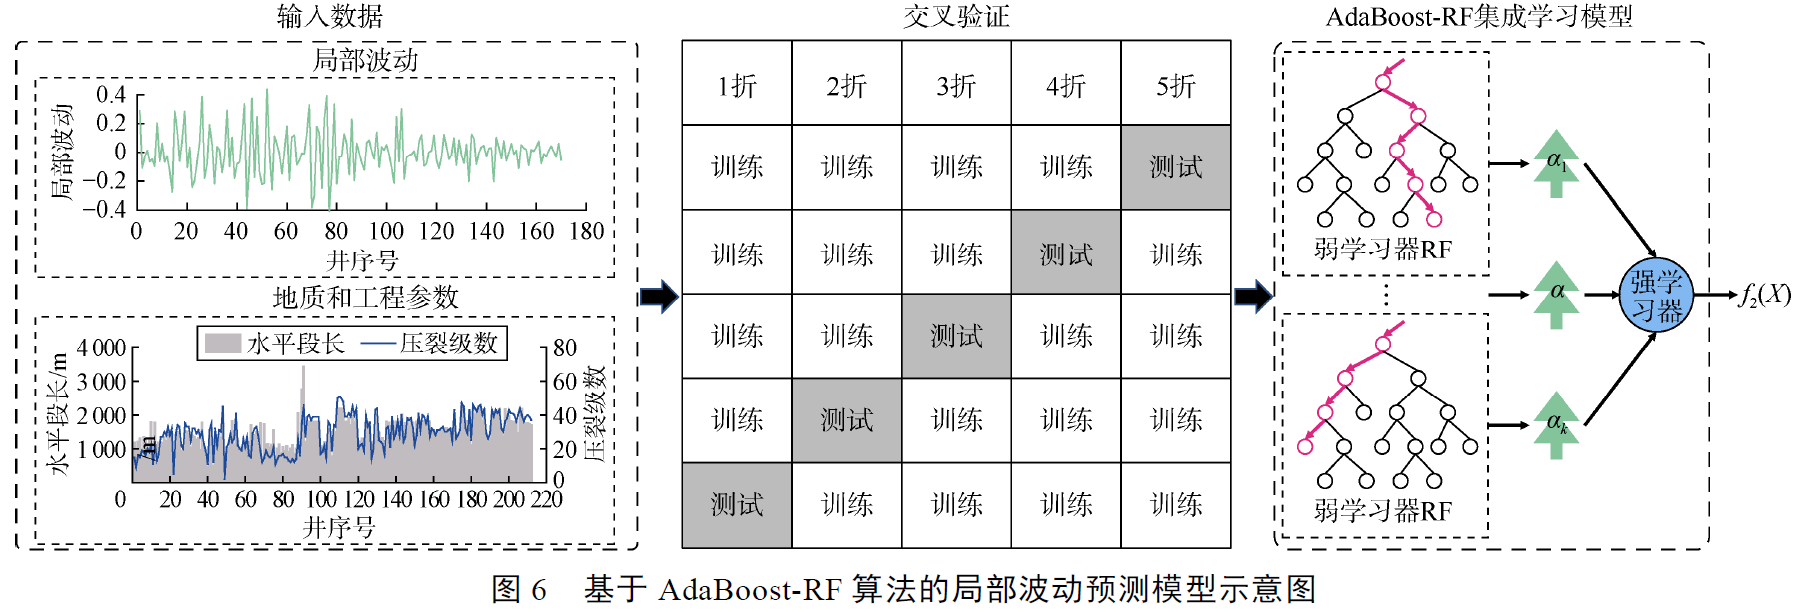 输入数据
局部波动
局部波动
0.4
0.2
0
−0.2
−0.4
0 20 40 60 80 100 120 140 160 180
井序号
地质和工程参数
水平段长 压裂级数
水平段长/m
4 000
3 000
2 000
1 000
/m
压裂级数
80
60
40
20
0
0 20 40 60 80 100 120 140 160 180 200 220
井序号
交叉验证
1折 2折 3折 4折 5折
训练 训练 训练 训练 测试
训练 训练 训练 测试 训练
训练 训练 测试 训练 训练
训练 测试 训练 训练 训练
测试 训练 训练 训练 训练
AdaBoost-RF集成学习模型
弱学习器RF
α1
⋮
α
弱学习器RF
αk
强学
习器
f2(X)
图 6 基于 AdaBoost-RF 算法的局部波动预测模型示意图